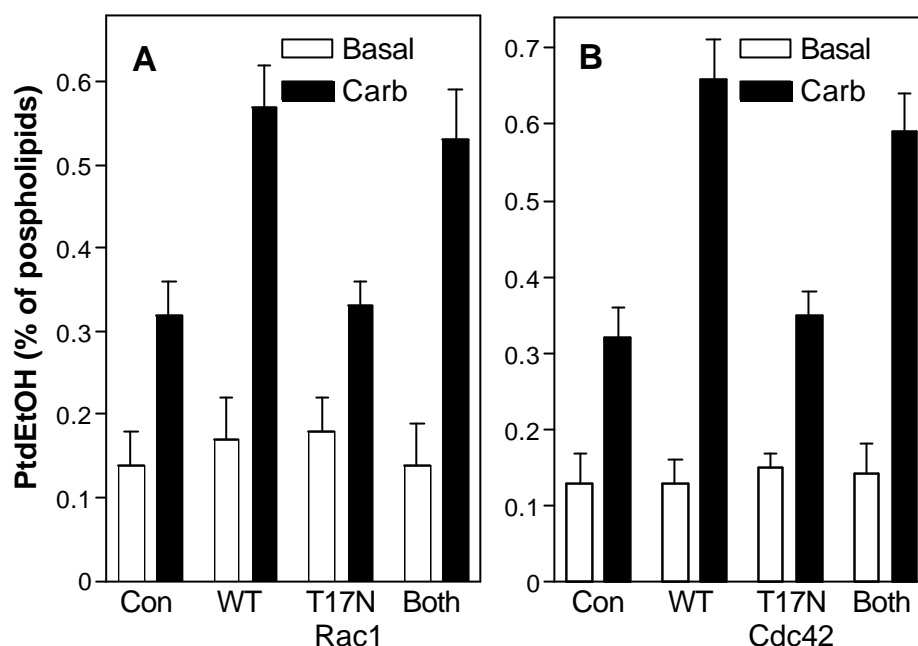 PtdEtOH (% of pospholipids)
A
Basal
Carb
0.6
0.5
0.4
0.3
0.2
0.1
0
Con WT T17N Both
Rac1
B
Basal
Carb
0.7
0.6
0.5
0.4
0.3
0.2
0.1
0
Con WT T17N Both
Cdc42